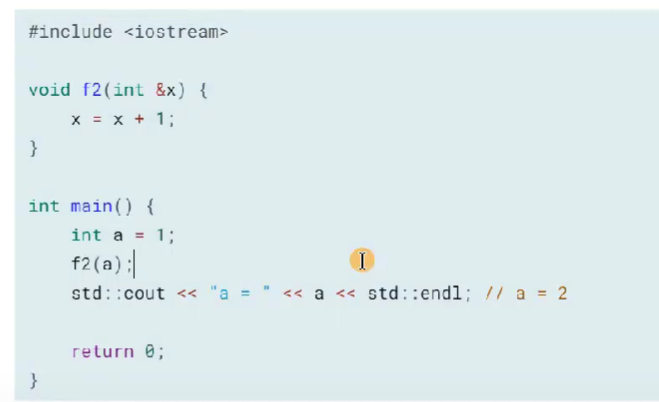 #include <iostream>
void f2(int &x) {
    x = x + 1;
}
int main() {
    int a = 1;
    f2(a);
    std::cout << "a = " << a << std::endl; // a = 2
    return 0;
}